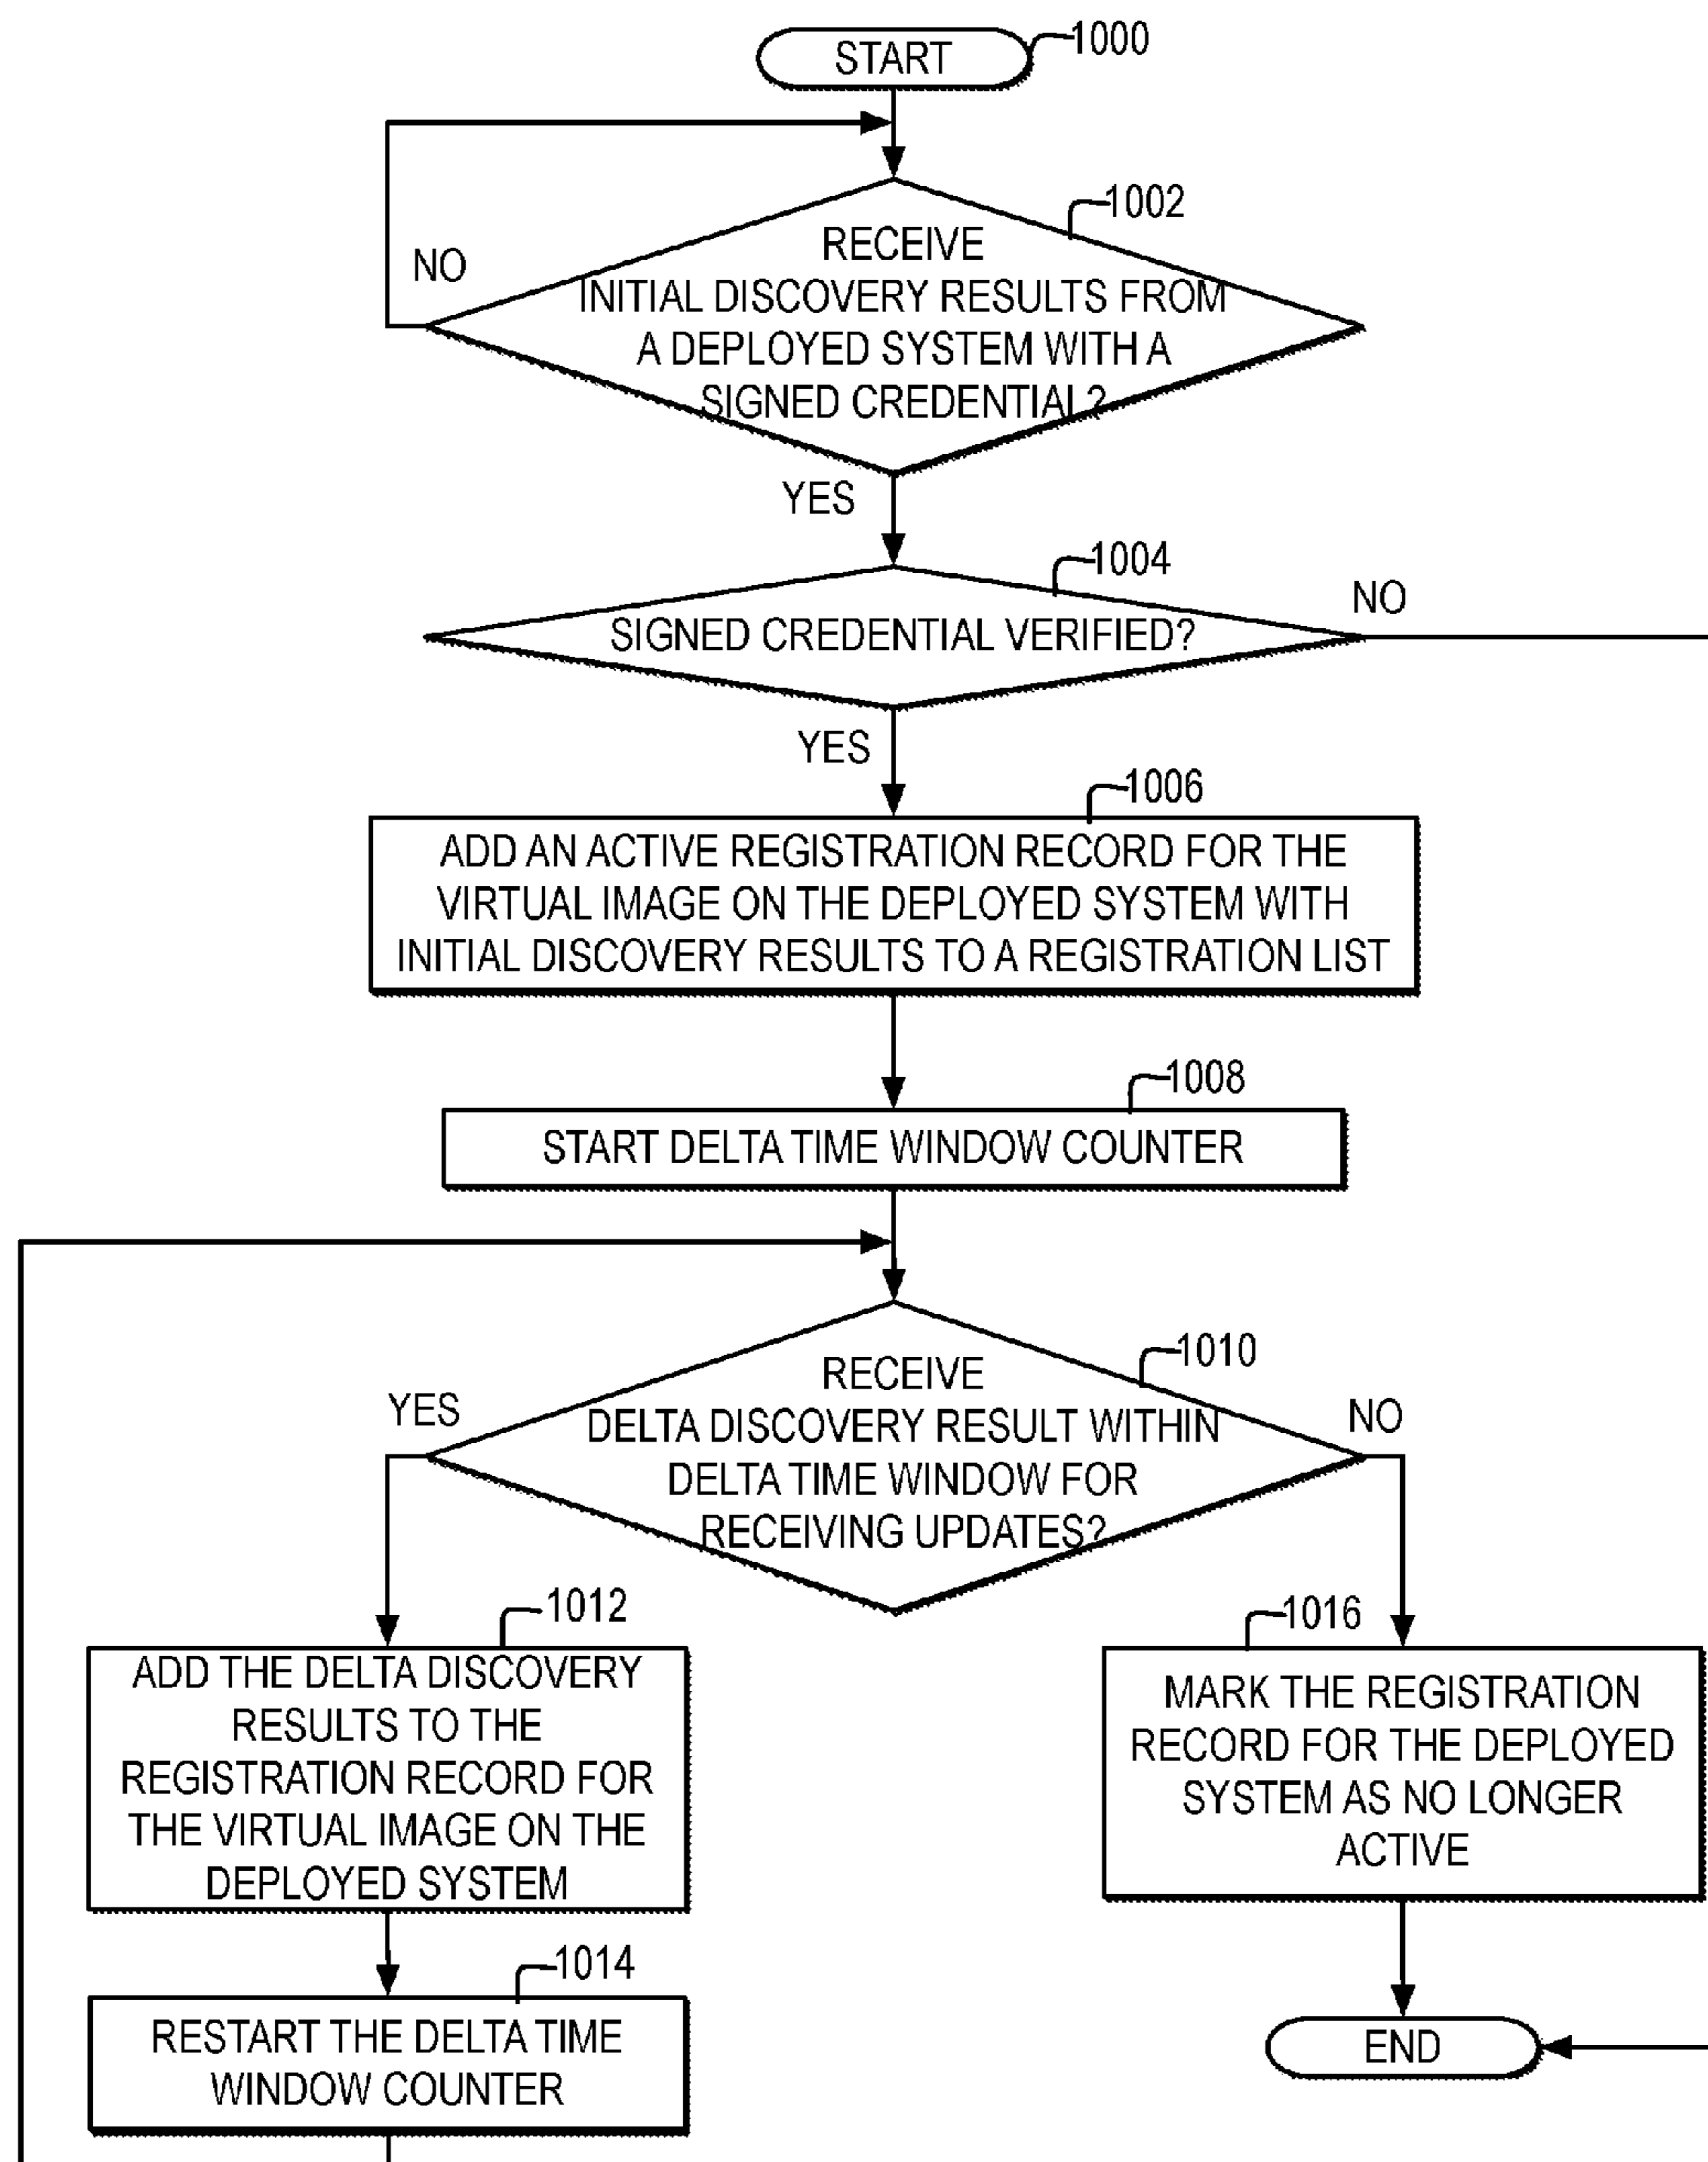 START
1000
1002
NO
RECEIVE
INITIAL DISCOVERY RESULTS FROM
A DEPLOYED SYSTEM WITH A
SIGNED CREDENTIAL?
YES
1004
NO
SIGNED CREDENTIAL VERIFIED?
YES
1006
ADD AN ACTIVE REGISTRATION RECORD FOR THE
VIRTUAL IMAGE ON THE DEPLOYED SYSTEM WITH
INITIAL DISCOVERY RESULTS TO A REGISTRATION LIST
1008
START DELTA TIME WINDOW COUNTER
1010
RECEIVE
DELTA DISCOVERY RESULT WITHIN
DELTA TIME WINDOW FOR
RECEIVING UPDATES?
YES
NO
1012
ADD THE DELTA DISCOVERY
RESULTS TO THE
REGISTRATION RECORD FOR
THE VIRTUAL IMAGE ON THE
DEPLOYED SYSTEM
1016
MARK THE REGISTRATION
RECORD FOR THE DEPLOYED
SYSTEM AS NO LONGER
ACTIVE
1014
RESTART THE DELTA TIME
WINDOW COUNTER
END